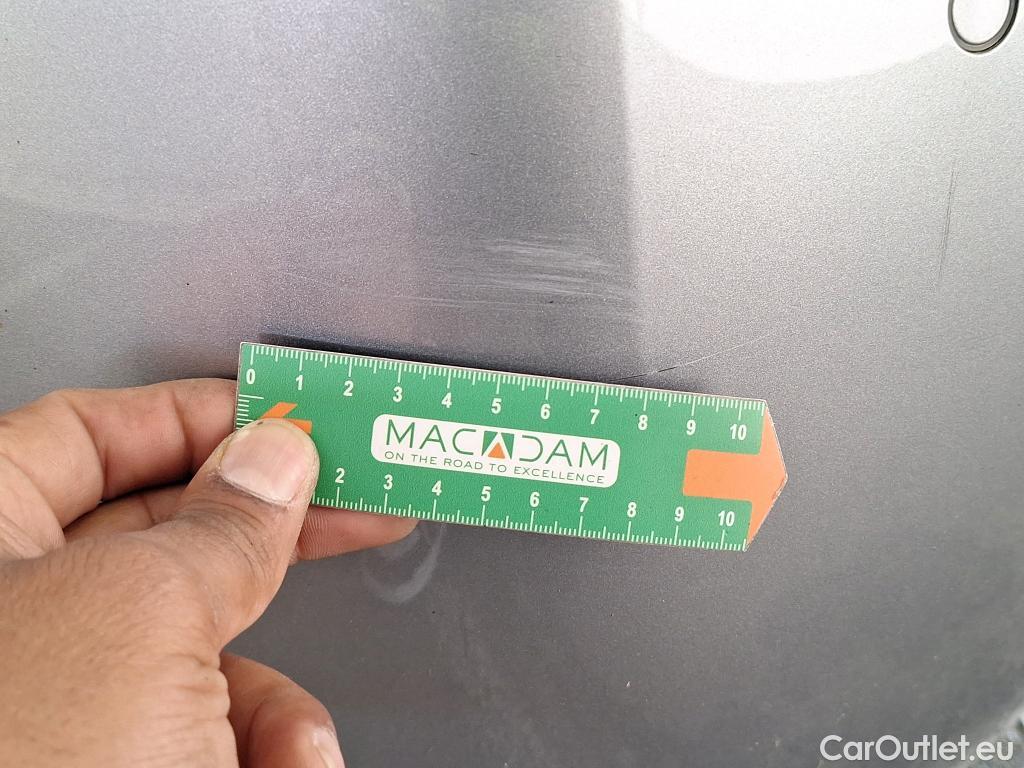 0 1 2 3 4 5 6 7 8 9 10
MACADAM
ON THE ROAD TO EXCELLENCE
2 3 4 5 6 7 8 9 10
CarOutlet.eu